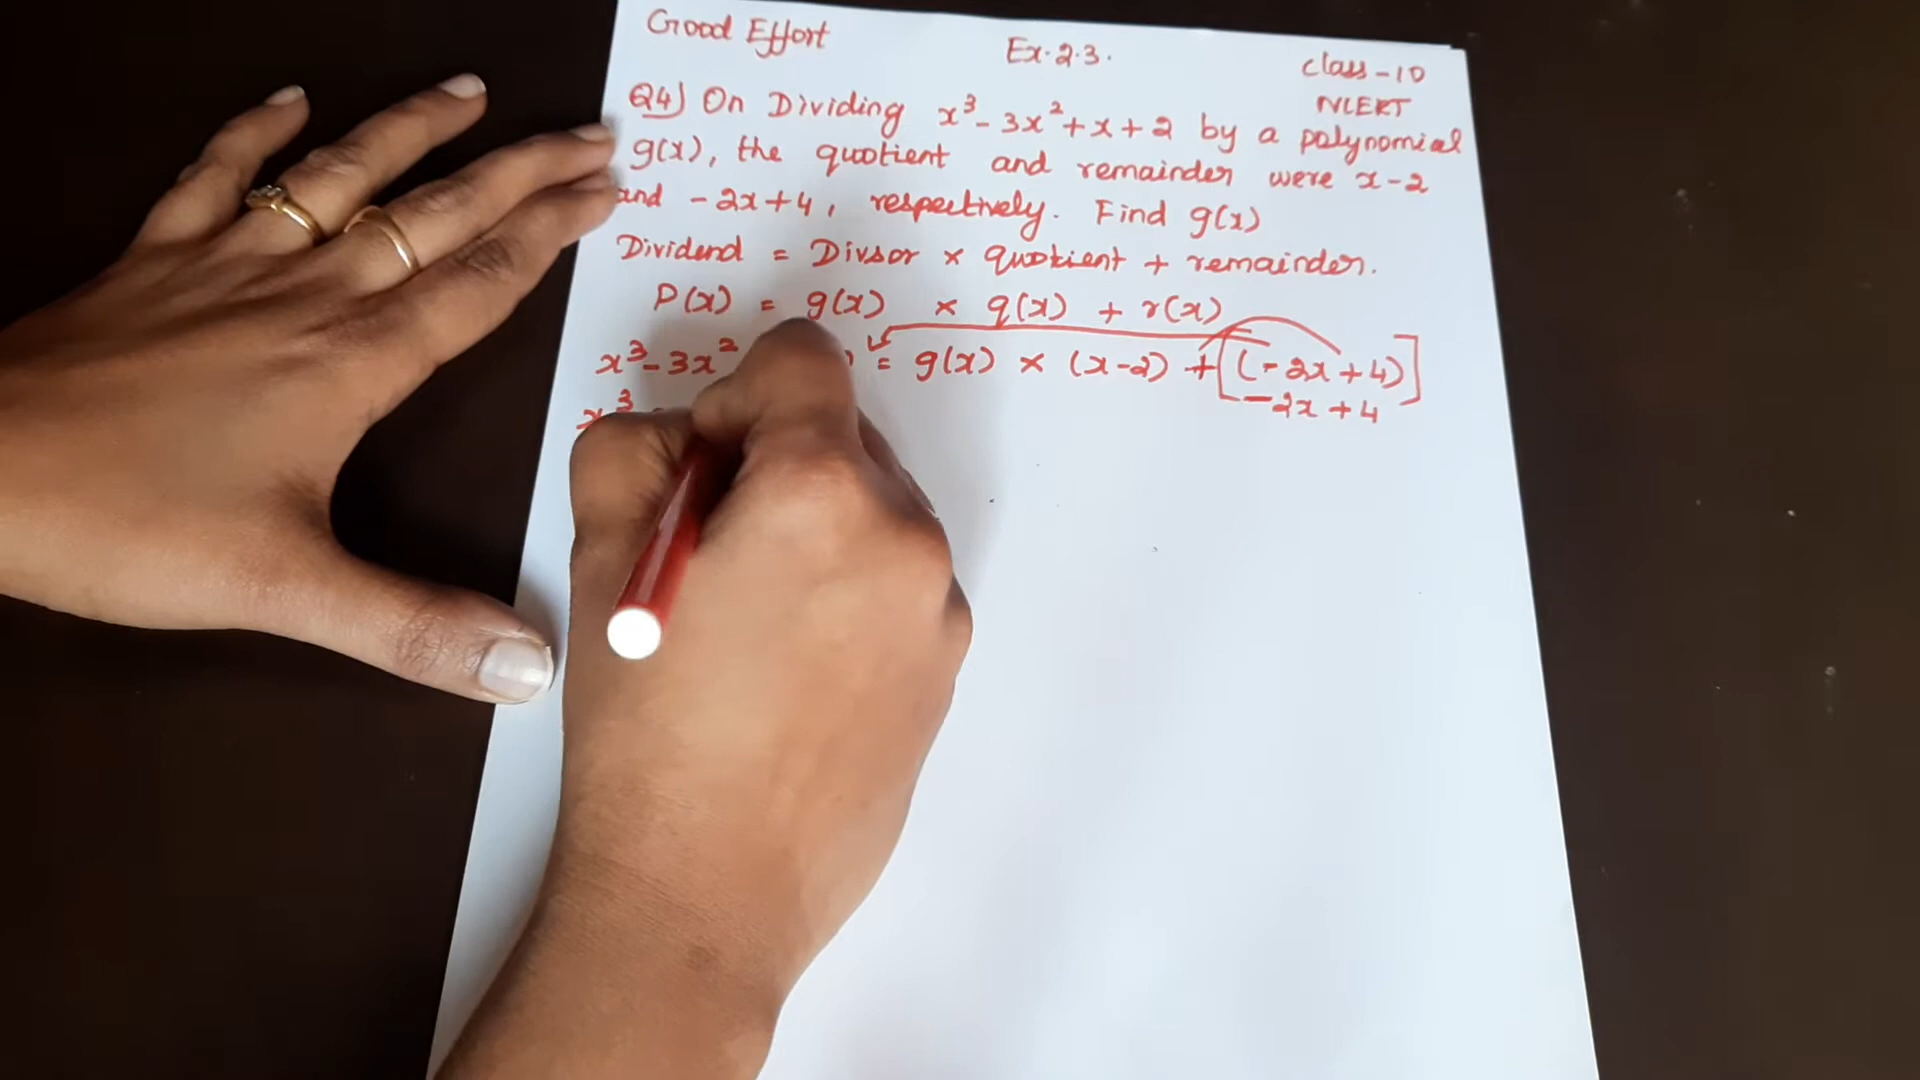 Good Effort Ex.2.3. Class-10
NCERT
Q4) On Dividing x³- 3x²+x+2 by a polynomial
g(x), the quotient and remainder were x-2
and -2x+4, respectively. Find g(x)
Dividend = Divsor × quotient + remainder.
P(x) = g(x) × q(x) + r(x)
x³-3x² ) = g(x) × (x-2) + [(-2x+4)]
x³ -2x+4